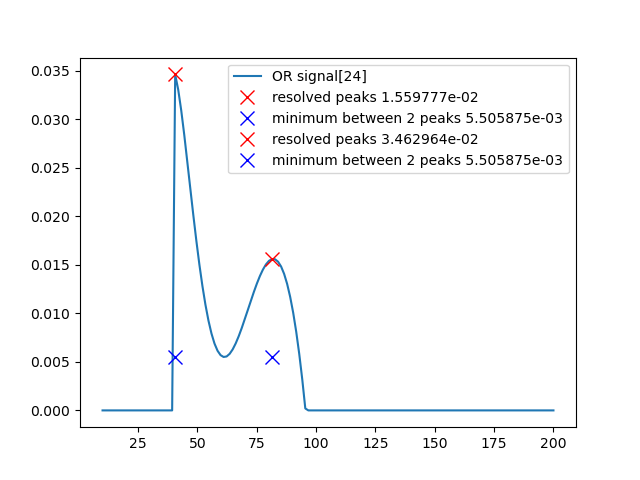 OR signal[24]
resolved peaks 1.559777e-02
minimum between 2 peaks 5.505875e-03
resolved peaks 3.462964e-02
minimum between 2 peaks 5.505875e-03
0.035
0.030
0.025
0.020
0.015
0.010
0.005
0.000
25 50 75 100 125 150 175 200